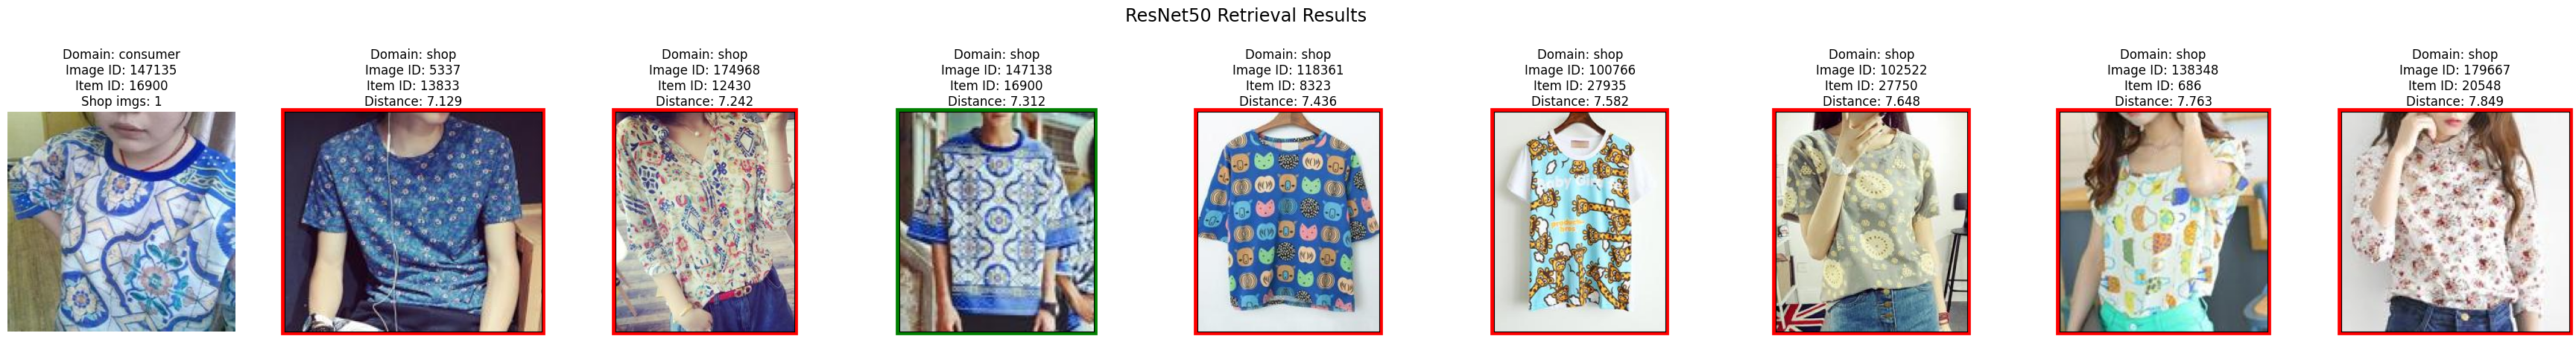 ResNet50 Retrieval Results
Domain: consumer
Image ID: 147135
Item ID: 16900
Shop imgs: 1
Domain: shop
Image ID: 5337
Item ID: 13833
Distance: 7.129
Domain: shop
Image ID: 174968
Item ID: 12430
Distance: 7.242
Domain: shop
Image ID: 147138
Item ID: 16900
Distance: 7.312
Domain: shop
Image ID: 118361
Item ID: 8323
Distance: 7.436
Domain: shop
Image ID: 100766
Item ID: 27935
Distance: 7.582
Domain: shop
Image ID: 102522
Item ID: 27750
Distance: 7.648
Domain: shop
Image ID: 138348
Item ID: 686
Distance: 7.763
Domain: shop
Image ID: 179667
Item ID: 20548
Distance: 7.849